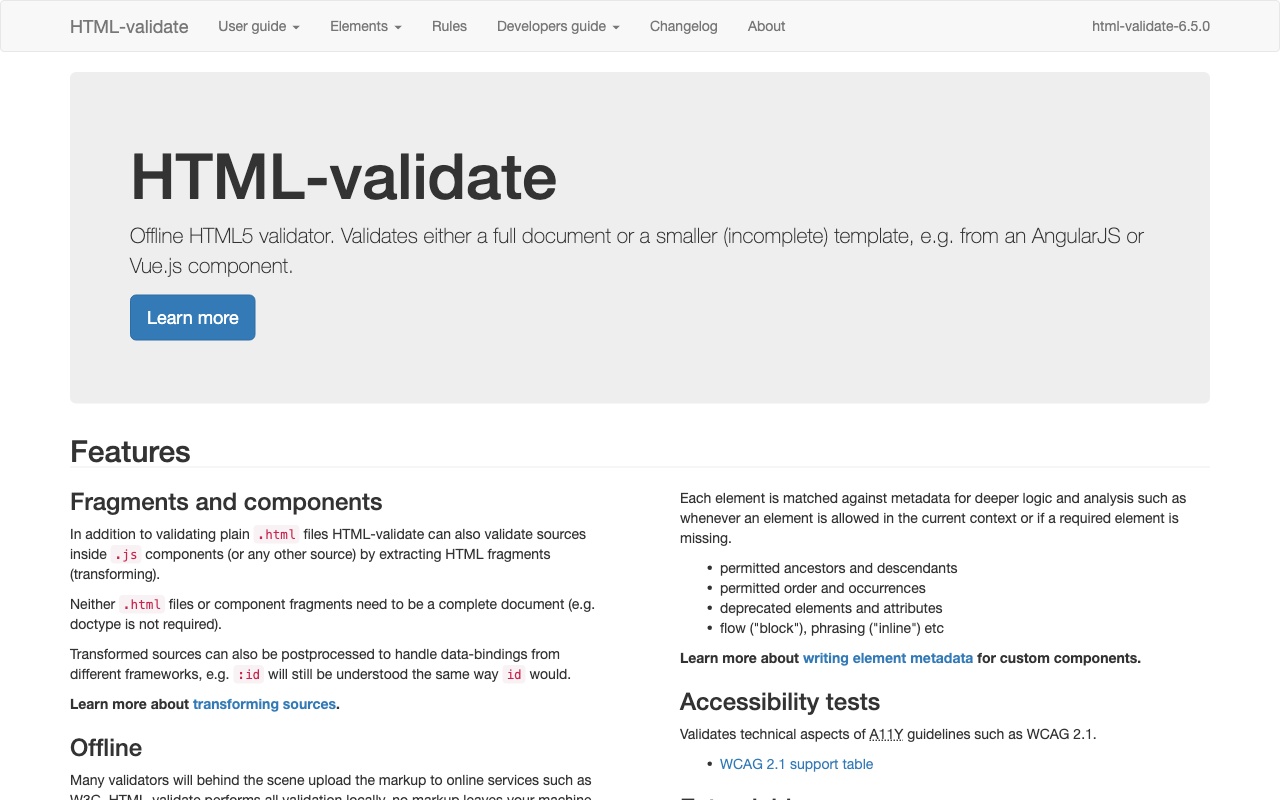 HTML-validate User guide Elements Rules Developers guide Changelog About html-validate-6.5.0
HTML-validate
Offline HTML5 validator. Validates either a full document or a smaller (incomplete) template, e.g. from an AngularJS or
Vue.js component.
Learn more
Features
Fragments and components
In addition to validating plain .html files HTML-validate can also validate sources
inside .js components (or any other source) by extracting HTML fragments
(transforming).
Neither .html files or component fragments need to be a complete document (e.g.
doctype is not required).
Transformed sources can also be postprocessed to handle data-bindings from
different frameworks, e.g. :id will still be understood the same way id would.
Learn more about transforming sources.
Offline
Many validators will behind the scene upload the markup to online services such as
W3C. HTML-validate performs all validation locally, no markup leaves your machine
Each element is matched against metadata for deeper logic and analysis such as
whenever an element is allowed in the current context or if a required element is
missing.
• permitted ancestors and descendants
• permitted order and occurrences
• deprecated elements and attributes
• flow ("block"), phrasing ("inline") etc
Learn more about writing element metadata for custom components.
Accessibility tests
Validates technical aspects of A11Y guidelines such as WCAG 2.1.
• WCAG 2.1 support table